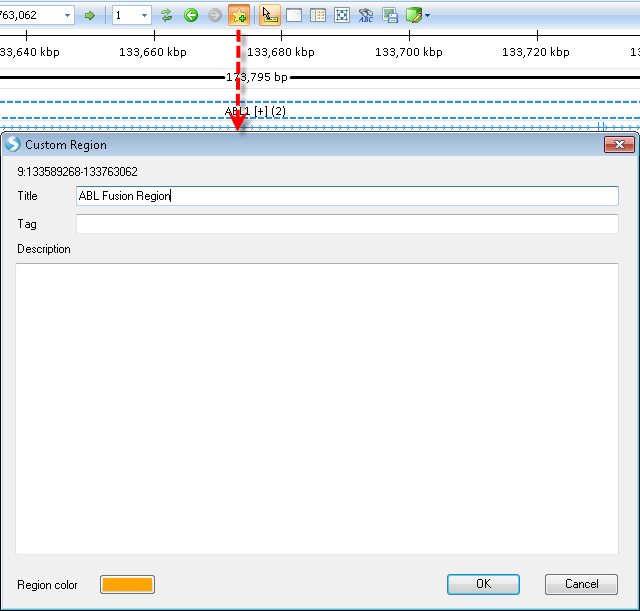 763,062
1
ABC
33,640 kbp 133,660 kbp 133,680 kbp 133,700 kbp 133,720 kbp
173,795 bp
ABL1 [+] (2)
Custom Region
9:133589268-133763062
Title ABL Fusion Region
Tag
Description
Region color OK Cancel